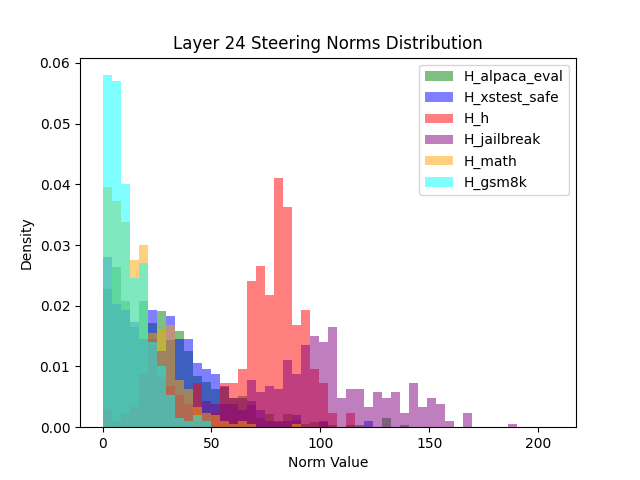 Layer 24 Steering Norms Distribution
H_alpaca_eval
H_xstest_safe
H_h
H_jailbreak
H_math
H_gsm8k
0.06
0.05
0.04
0.03
0.02
0.01
0.00
Density
0
50
100
150
200
Norm Value